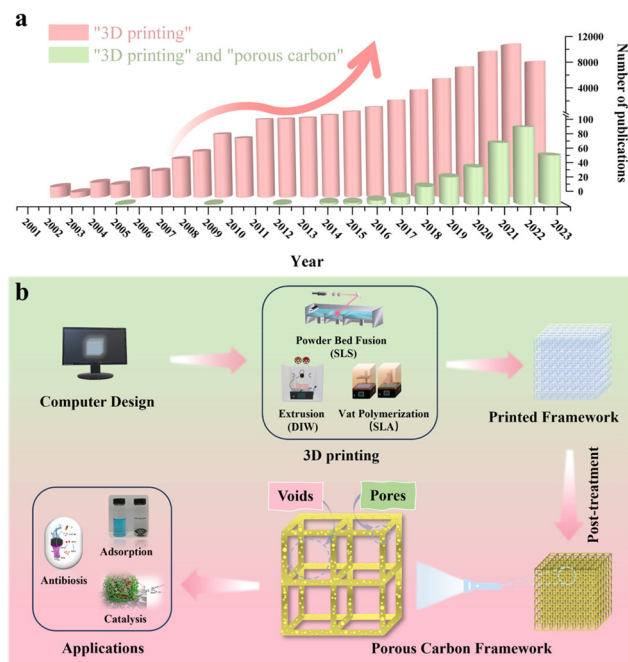 a
"3D printing"
"3D printing" and "porous carbon"
12000
8000
4000
100
80
60
40
20
0
Number of publications
2001
2002
2003
2004
2005
2006
2007
2008
2009
2010
2011
2012
2013
2014
2015
2016
2017
2018
2019
2020
2021
2022
2023
Year
b
Computer Design
Powder Bed Fusion
(SLS)
Extrusion
(DIW)
Vat Polymerization
(SLA)
3D printing
Printed Framework
Post-treatment
Voids
Pores
Porous Carbon Framework
Adsorption
Antibiosis
Catalysis
Applications